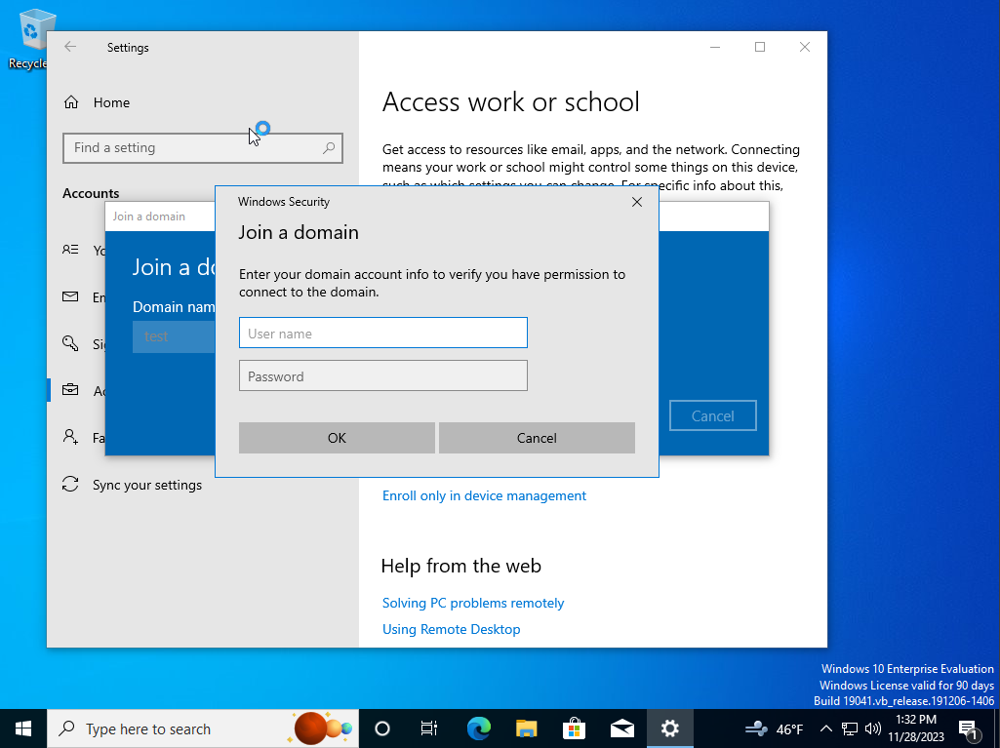 Recycle
Settings
Home
Find a setting
Accounts
Sync your settings
Access work or school
Get access to resources like email, apps, and the network. Connecting
means your work or school might control some things on this device,
such as which settings you can change. For specific info about this,
Join a domain
Join a do
Domain nam
test
Cancel
Windows Security
Join a domain
Enter your domain account info to verify you have permission to
connect to the domain.
User name
Password
OK
Cancel
Enroll only in device management
Help from the web
Solving PC problems remotely
Using Remote Desktop
Windows 10 Enterprise Evaluation
Windows License valid for 90 days
Build 19041.vb_release.191206-1406
Type here to search
46°F
1:32 PM
11/28/2023
1